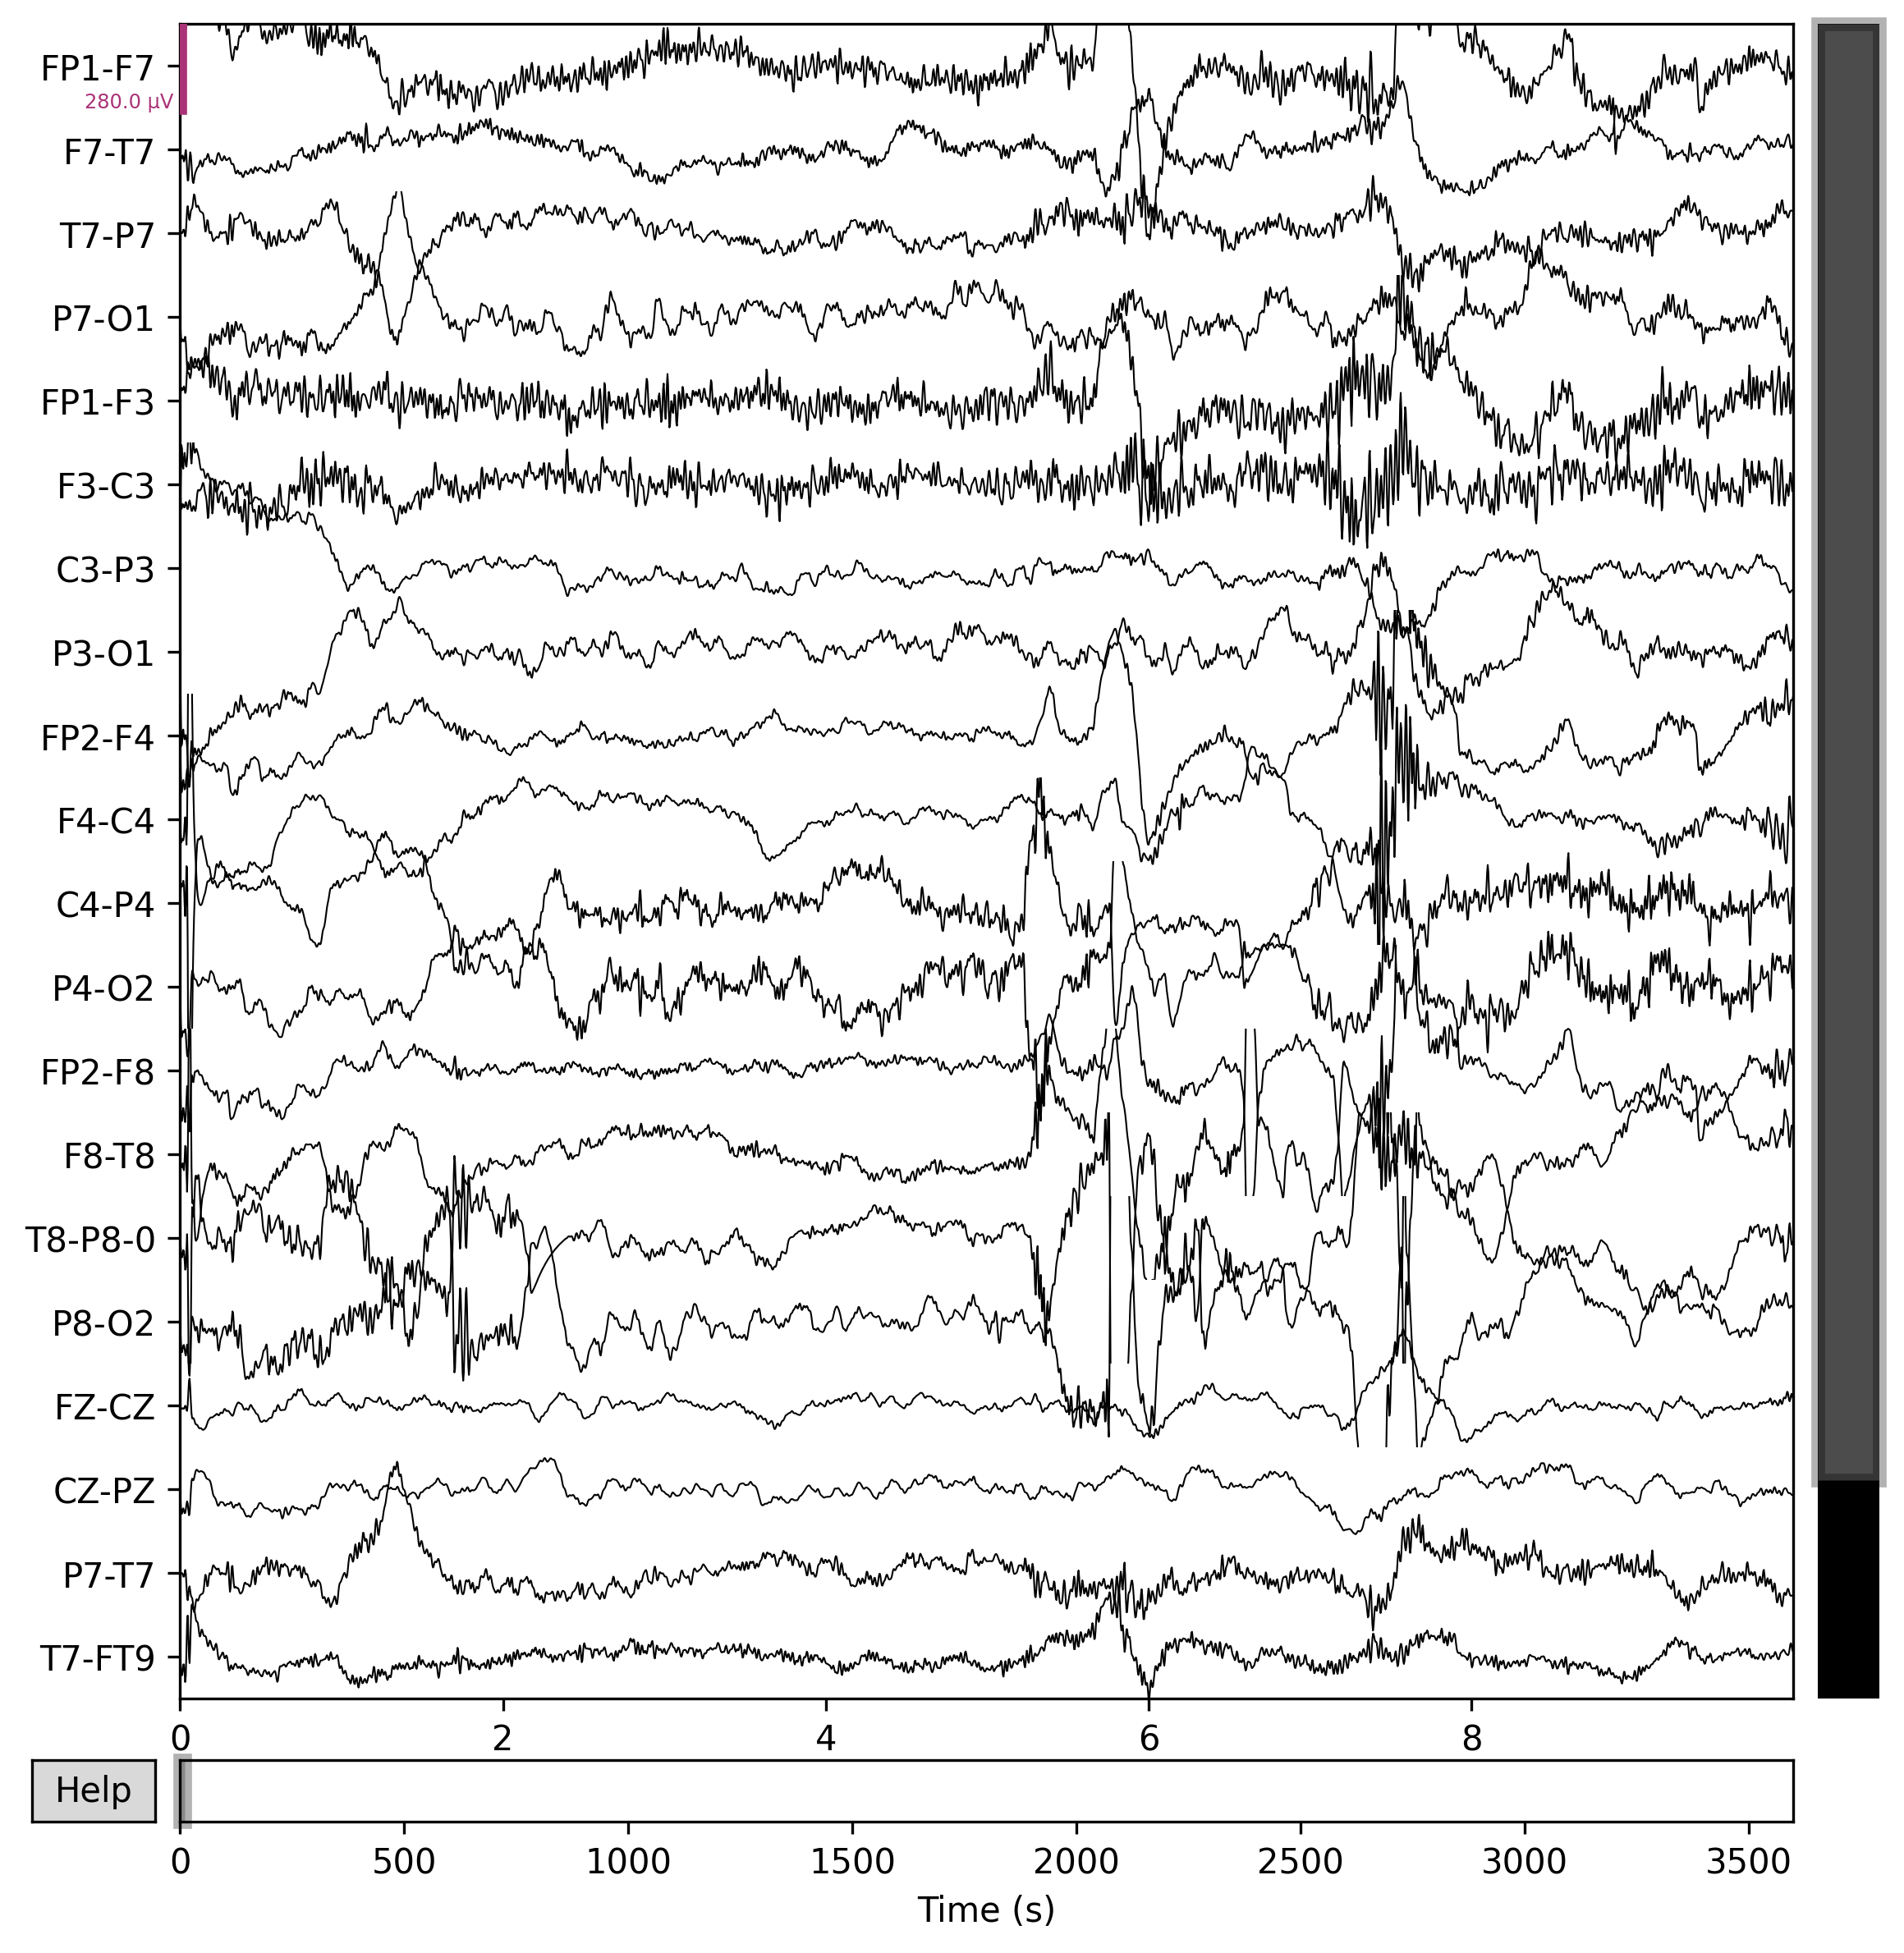 FP1-F7
280.0 µV
F7-T7
T7-P7
P7-O1
FP1-F3
F3-C3
C3-P3
P3-O1
FP2-F4
F4-C4
C4-P4
P4-O2
FP2-F8
F8-T8
T8-P8-0
P8-O2
FZ-CZ
CZ-PZ
P7-T7
T7-FT9
0 2 4 6 8
Help
0 500 1000 1500 2000 2500 3000 3500
Time (s)